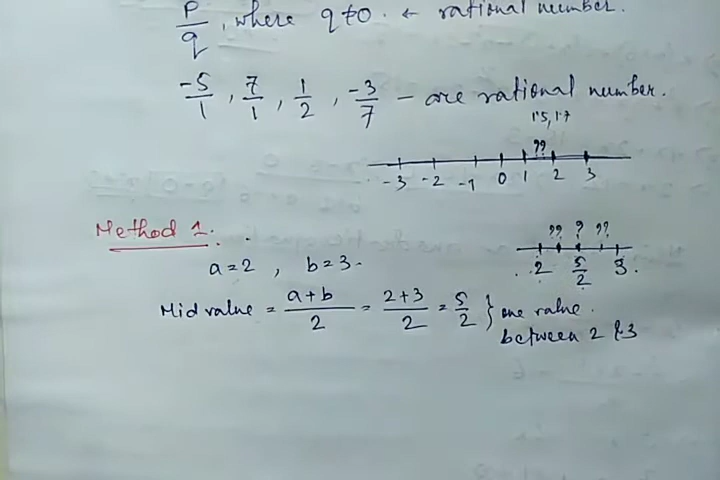 p/q, where q≠0. ← rational number.
-5/1, 7/1, 1/2, -3/7 – are rational number.
1.5, 1.7
??
-3 -2 -1 0 1 2 3
Method 1:
?? ? ??
2 5/2 3
a=2, b=3.
Mid value = a+b/2 = 2+3/2 = 5/2 } one value.
between 2 & 3